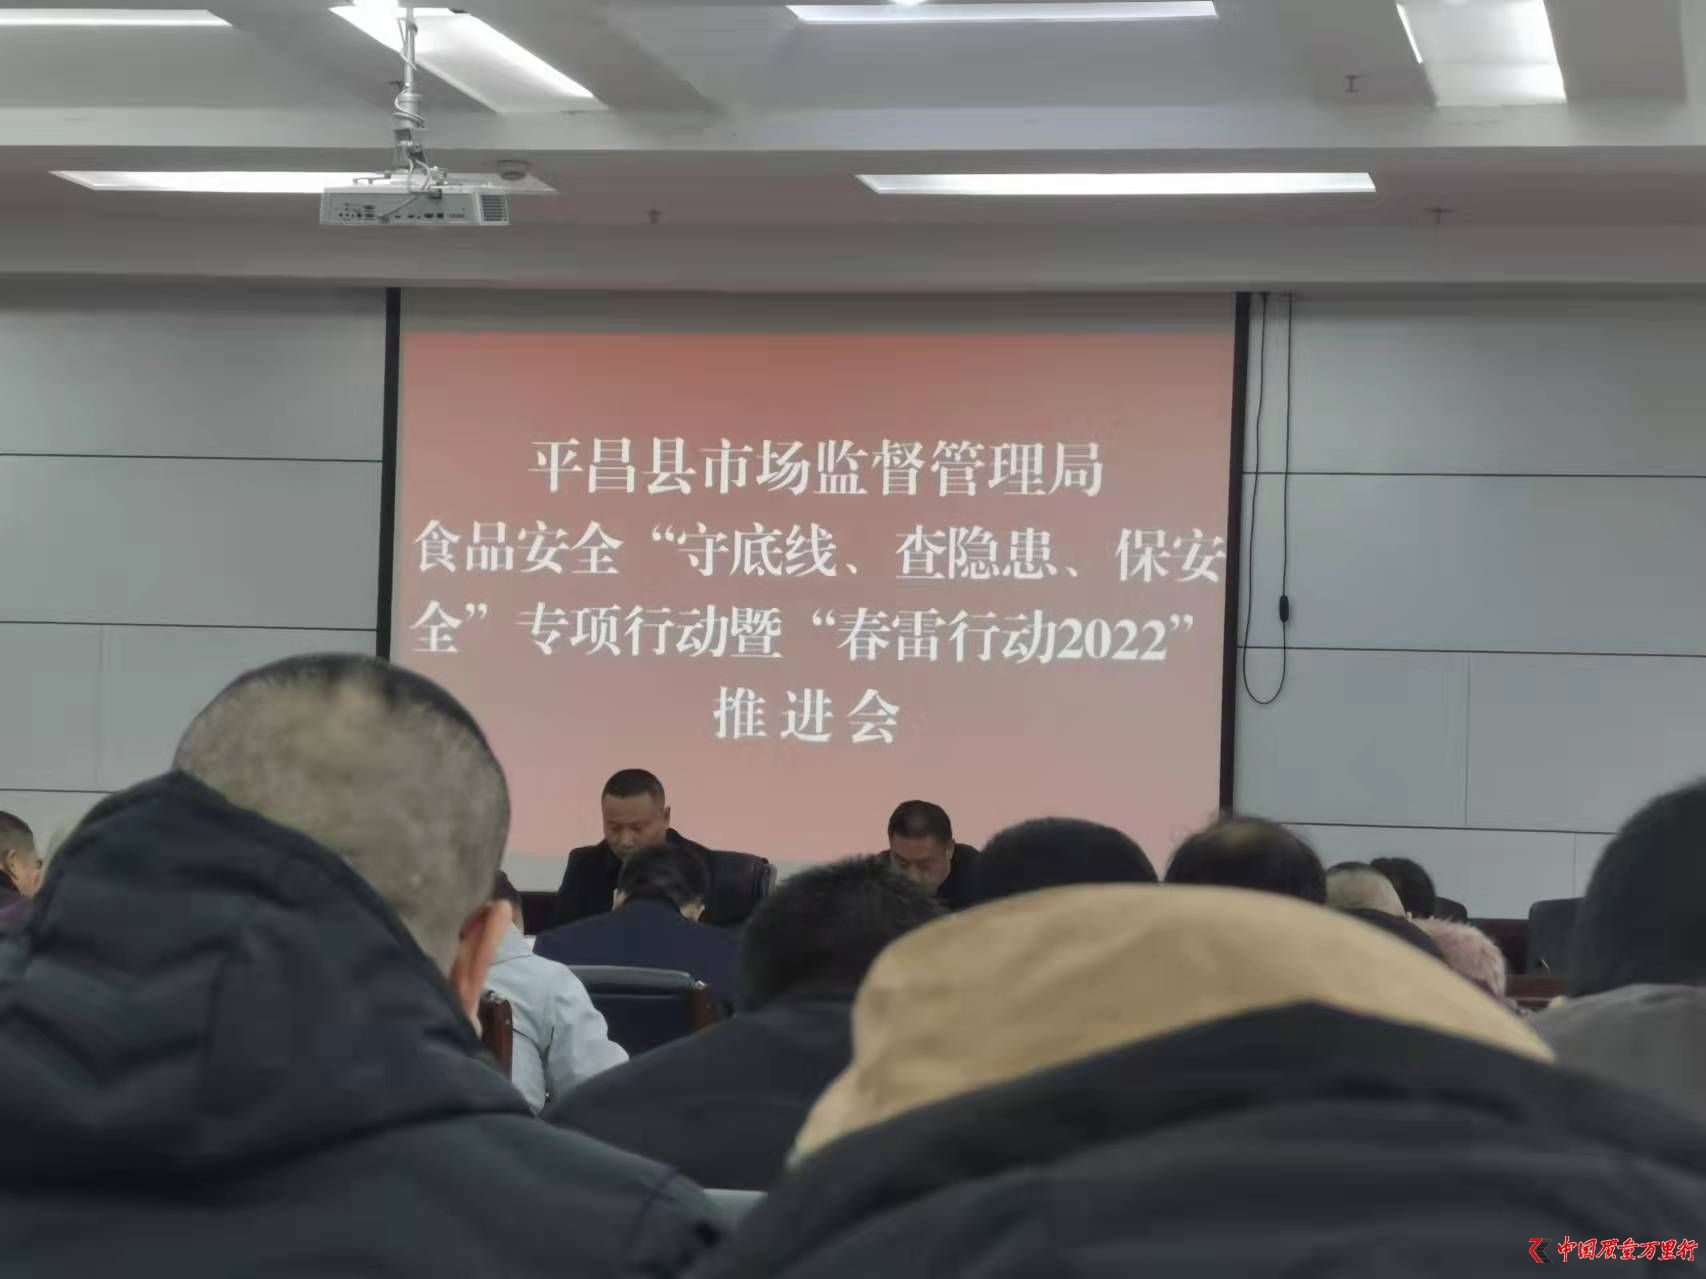 平昌县市场监督管理局
食品安全“守底线、查隐患、保安
全”专项行动暨“春雷行动2022”
推进会
中国质量万里行